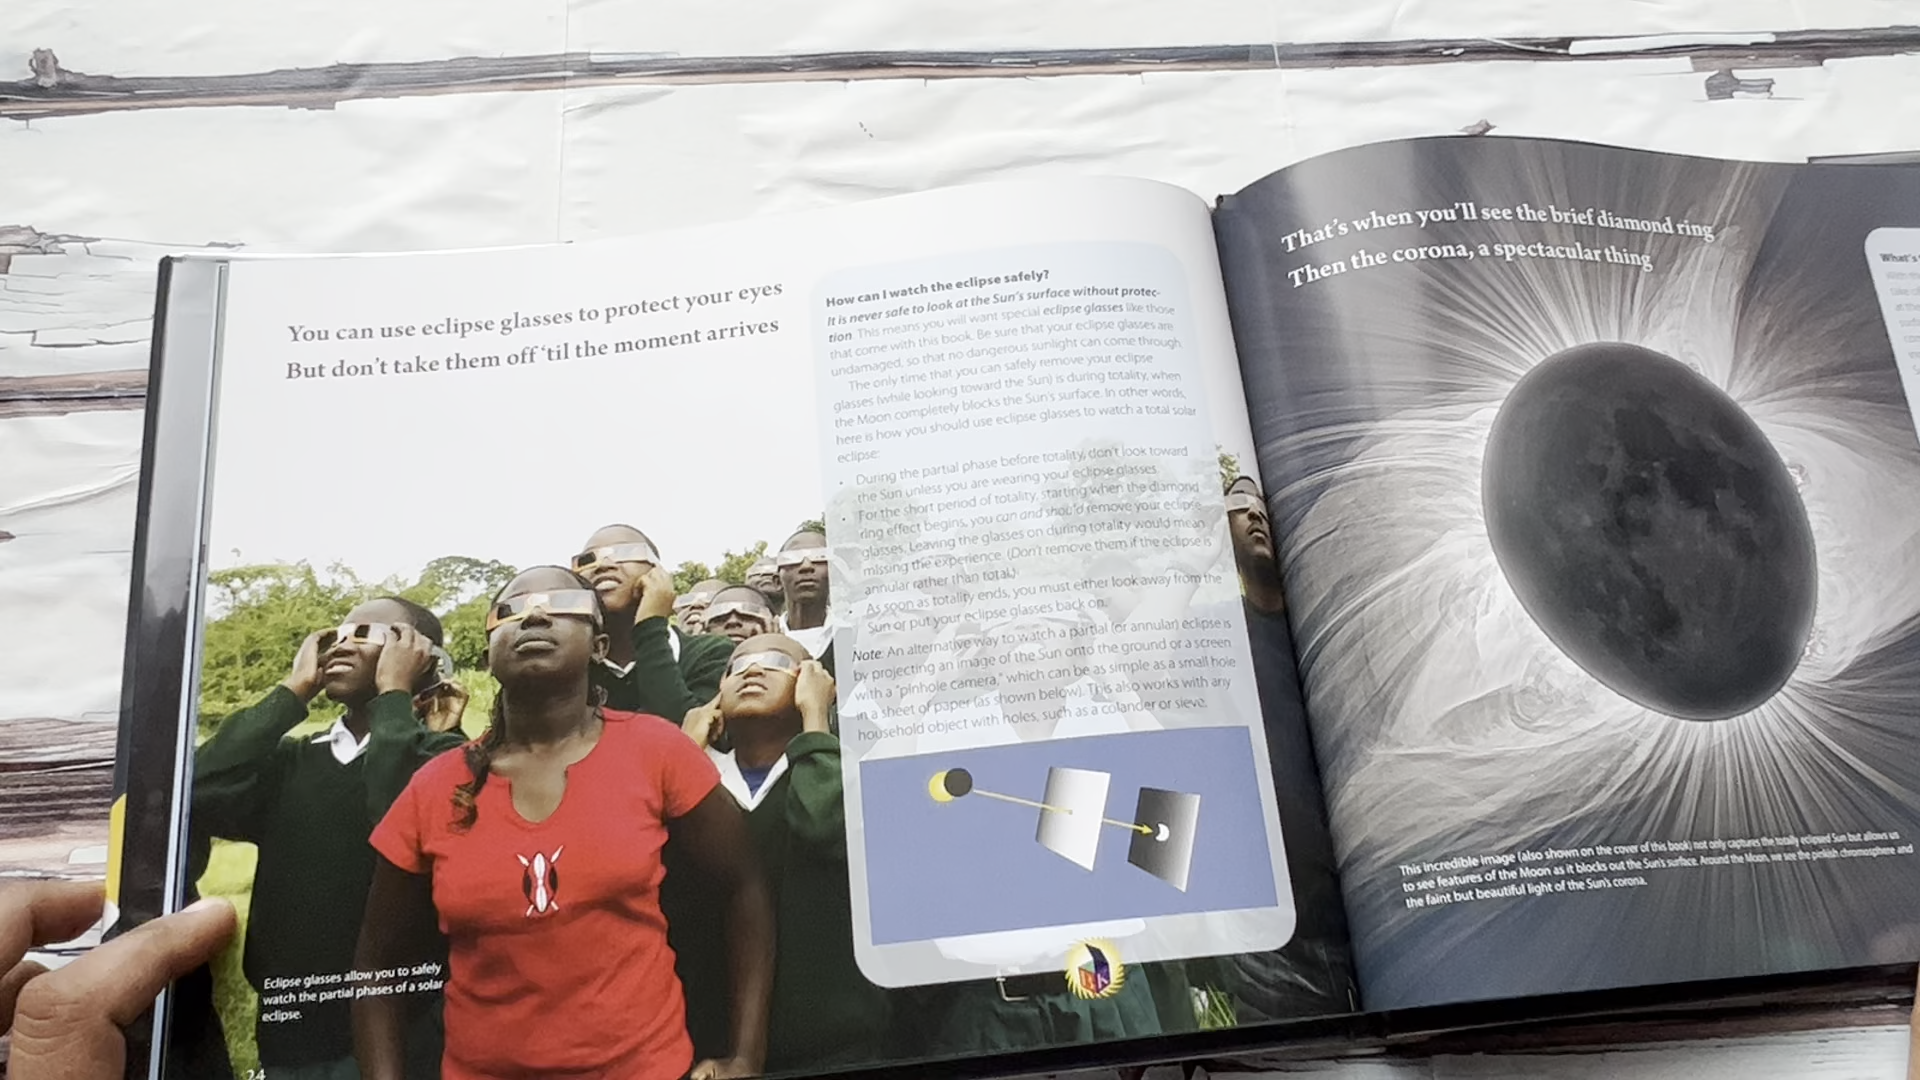 You can use eclipse glasses to protect your eyes
But don't take them off 'til the moment arrives
How can I watch the eclipse safely?
It is never safe to look at the Sun's surface without protec-
tion. This means you will want special eclipse glasses like those
that come with this book. Be sure that your eclipse glasses are
undamaged, so that no dangerous sunlight can come through.
The only time that you can safely remove your eclipse
glasses (while looking toward the Sun) is during totality, when
the Moon completely blocks the Sun's surface. In other words,
here is how you should use eclipse glasses to watch a total solar
eclipse:
• During the partial phase before totality, don't look toward
the Sun unless you are wearing your eclipse glasses.
• For the short period of totality, starting when the diamond
ring effect begins, you can and should remove your eclipse
glasses. Leaving the glasses on during totality would mean
missing the experience. (Don't remove them if the eclipse is
annular rather than total.)
• As soon as totality ends, you must either look away from the
Sun or put your eclipse glasses back on.
Note: An alternative way to watch a partial (or annular) eclipse is
by projecting an image of the Sun onto the ground or a screen
with a "pinhole camera," which can be as simple as a small hole
in a sheet of paper (as shown below). This also works with any
household object with holes, such as a colander or sieve.
Eclipse glasses allow you to safely
watch the partial phases of a solar
eclipse.
24
That's when you'll see the brief diamond ring
Then the corona, a spectacular thing
What's
This incredible image (also shown on the cover of this book) not only captures the totally eclipsed Sun but allows us
to see features of the Moon as it blocks out the Sun's surface. Around the Moon, we see the pinkish chromosphere and
the faint but beautiful light of the Sun's corona.